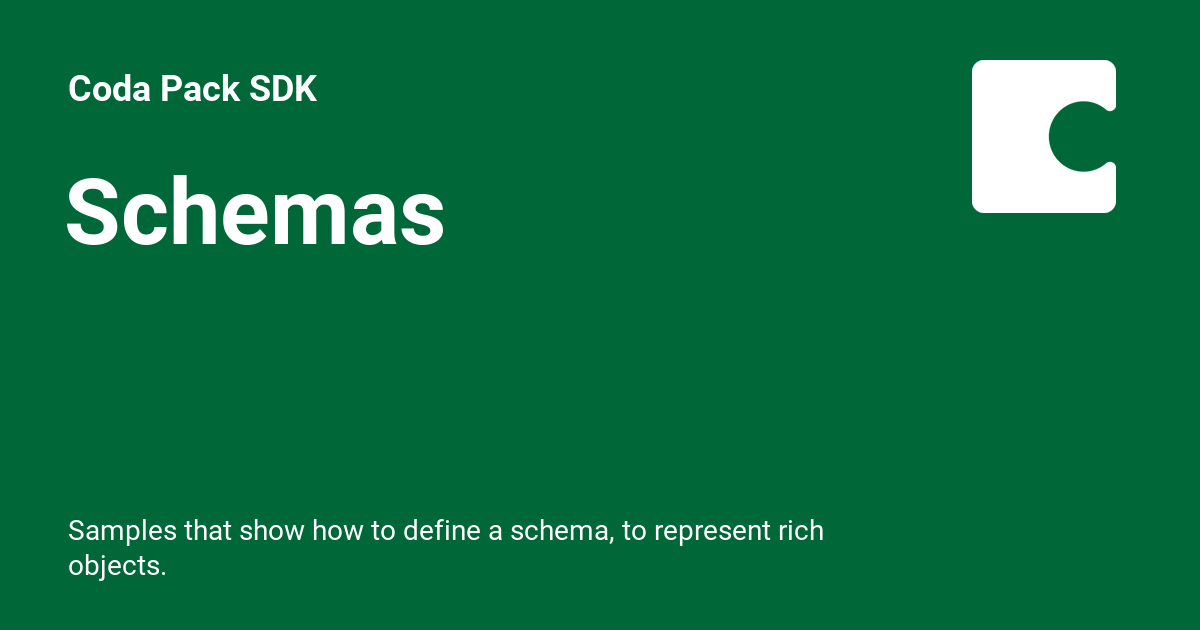 Coda Pack SDK
Schemas
Samples that show how to define a schema, to represent rich
objects.